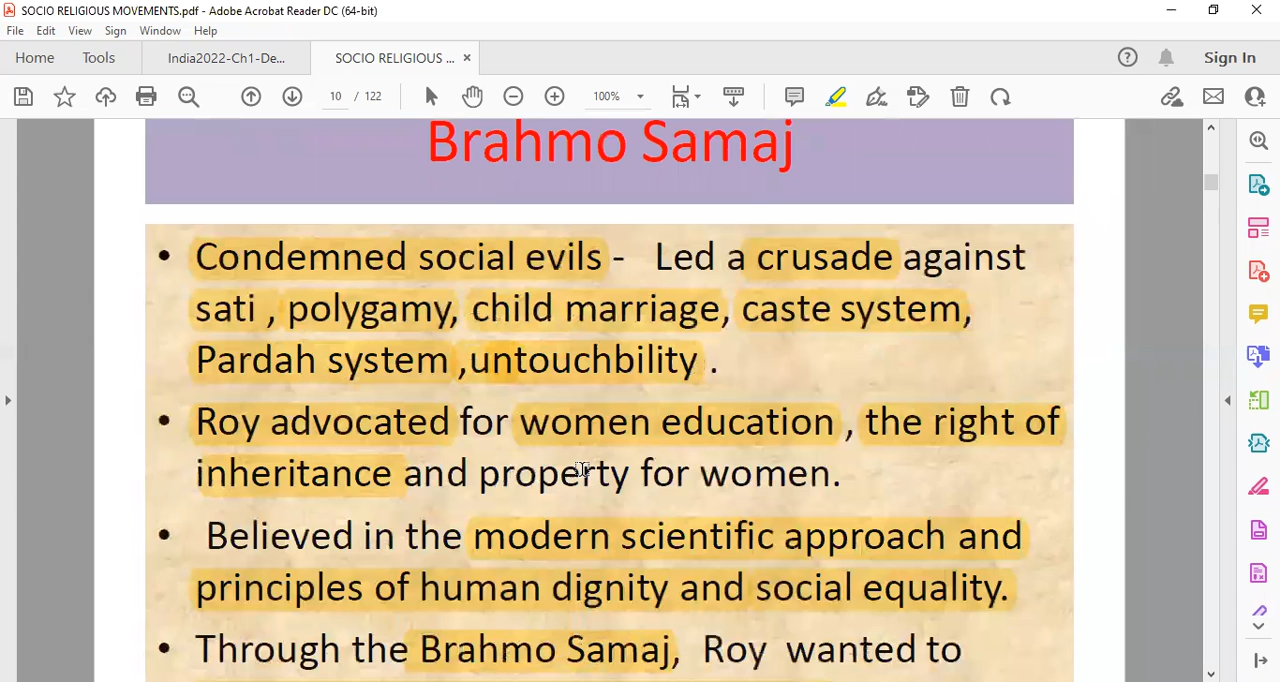 SOCIO RELIGIOUS MOVEMENTS.pdf - Adobe Acrobat Reader DC (64-bit)
File Edit View Sign Window Help
Home Tools India2022-Ch1-De... SOCIO RELIGIOUS ... × Sign In
10 / 122 100%
Brahmo Samaj
• Condemned social evils - Led a crusade against
sati , polygamy, child marriage, caste system,
Pardah system ,untouchbility .
• Roy advocated for women education , the right of
inheritance and property for women.
• Believed in the modern scientific approach and
principles of human dignity and social equality.
• Through the Brahmo Samaj, Roy wanted to